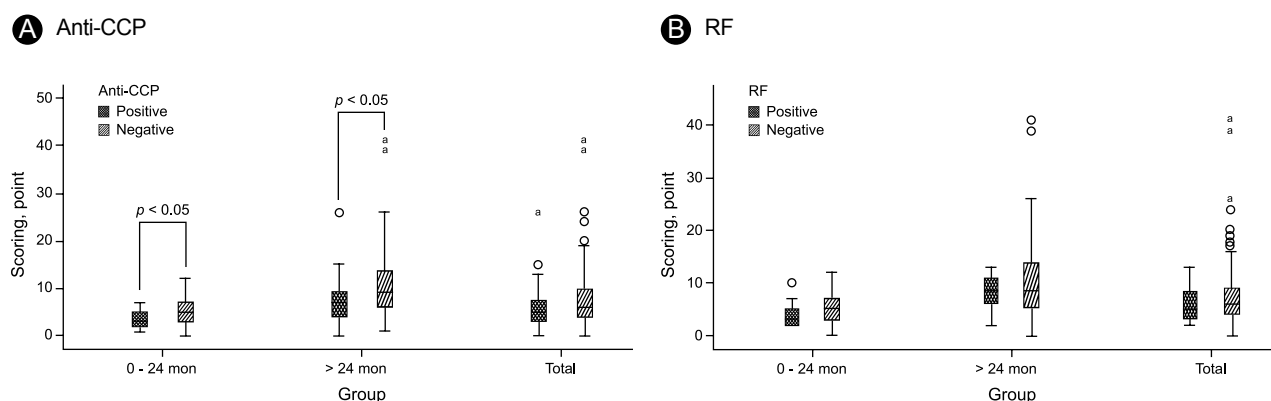 A Anti-CCP
Anti-CCP
Positive
Negative
p < 0.05
p < 0.05
a
a
a
a
a
50
40
30
20
10
0
Scoring, point
0 - 24 mon
> 24 mon
Total
Group
B RF
RF
Positive
Negative
a
a
a
40
30
20
10
0
Scoring, point
0 - 24 mon
> 24 mon
Total
Group